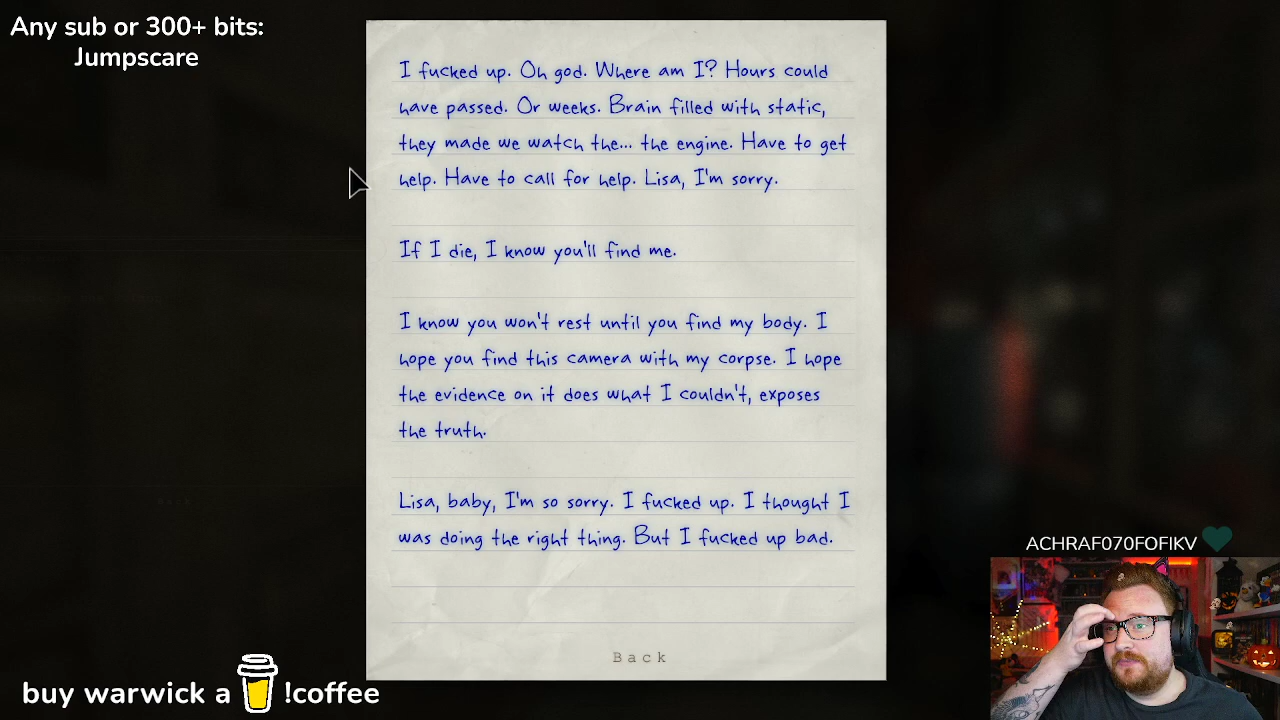 Any sub or 300+ bits:
Jumpscare
I fucked up. Oh god. Where am I? Hours could
have passed. Or weeks. Brain filled with static,
they made we watch the... the engine. Have to get
help. Have to call for help. Lisa, I'm sorry.
If I die, I know you'll find me.
I know you won't rest until you find my body. I
hope you find this camera with my corpse. I hope
the evidence on it does what I couldn't, exposes
the truth.
Lisa, baby, I'm so sorry. I fucked up. I thought I
was doing the right thing. But I fucked up bad.
Back
ACHRAF070FOFIKV
buy warwick a !coffee